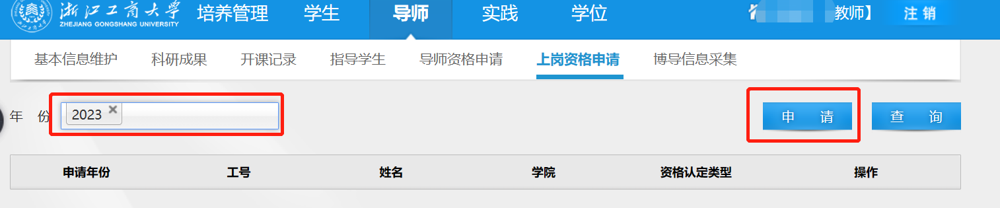 浙江工商大学 培养管理 学生 导师 实践 学位 教师】 注 销
ZHEJIANG GONGSHANG UNIVERSITY
基本信息维护 科研成果 开课记录 指导学生 导师资格申请 上岗资格申请 博导信息采集
年 份 2023 申 请 查 询
申请年份 工号 姓名 学院 资格认定类型 操作